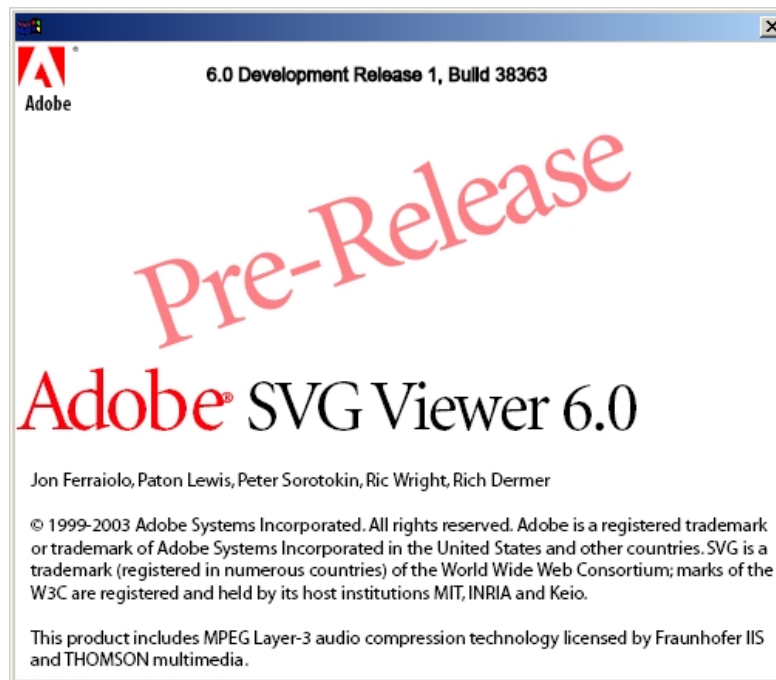 Adobe
6.0 Development Release 1, Build 38363
Pre-Release
Adobe® SVG Viewer 6.0
Jon Ferraiolo, Paton Lewis, Peter Sorotokin, Ric Wright, Rich Dermer
© 1999-2003 Adobe Systems Incorporated. All rights reserved. Adobe is a registered trademark
or trademark of Adobe Systems Incorporated in the United States and other countries. SVG is a
trademark (registered in numerous countries) of the World Wide Web Consortium; marks of the
W3C are registered and held by its host institutions MIT, INRIA and Keio.
This product includes MPEG Layer-3 audio compression technology licensed by Fraunhofer IIS
and THOMSON multimedia.